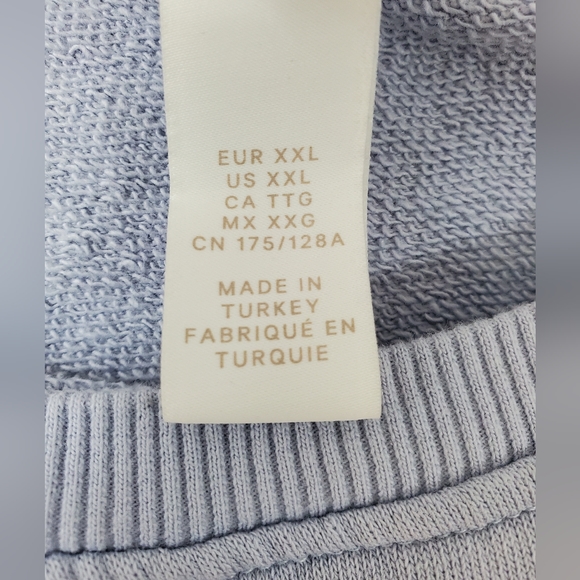 EUR XXL
US XXL
CA TTG
MX XXG
CN 175/128A
MADE IN
TURKEY
FABRIQUÉ EN
TURQUIE